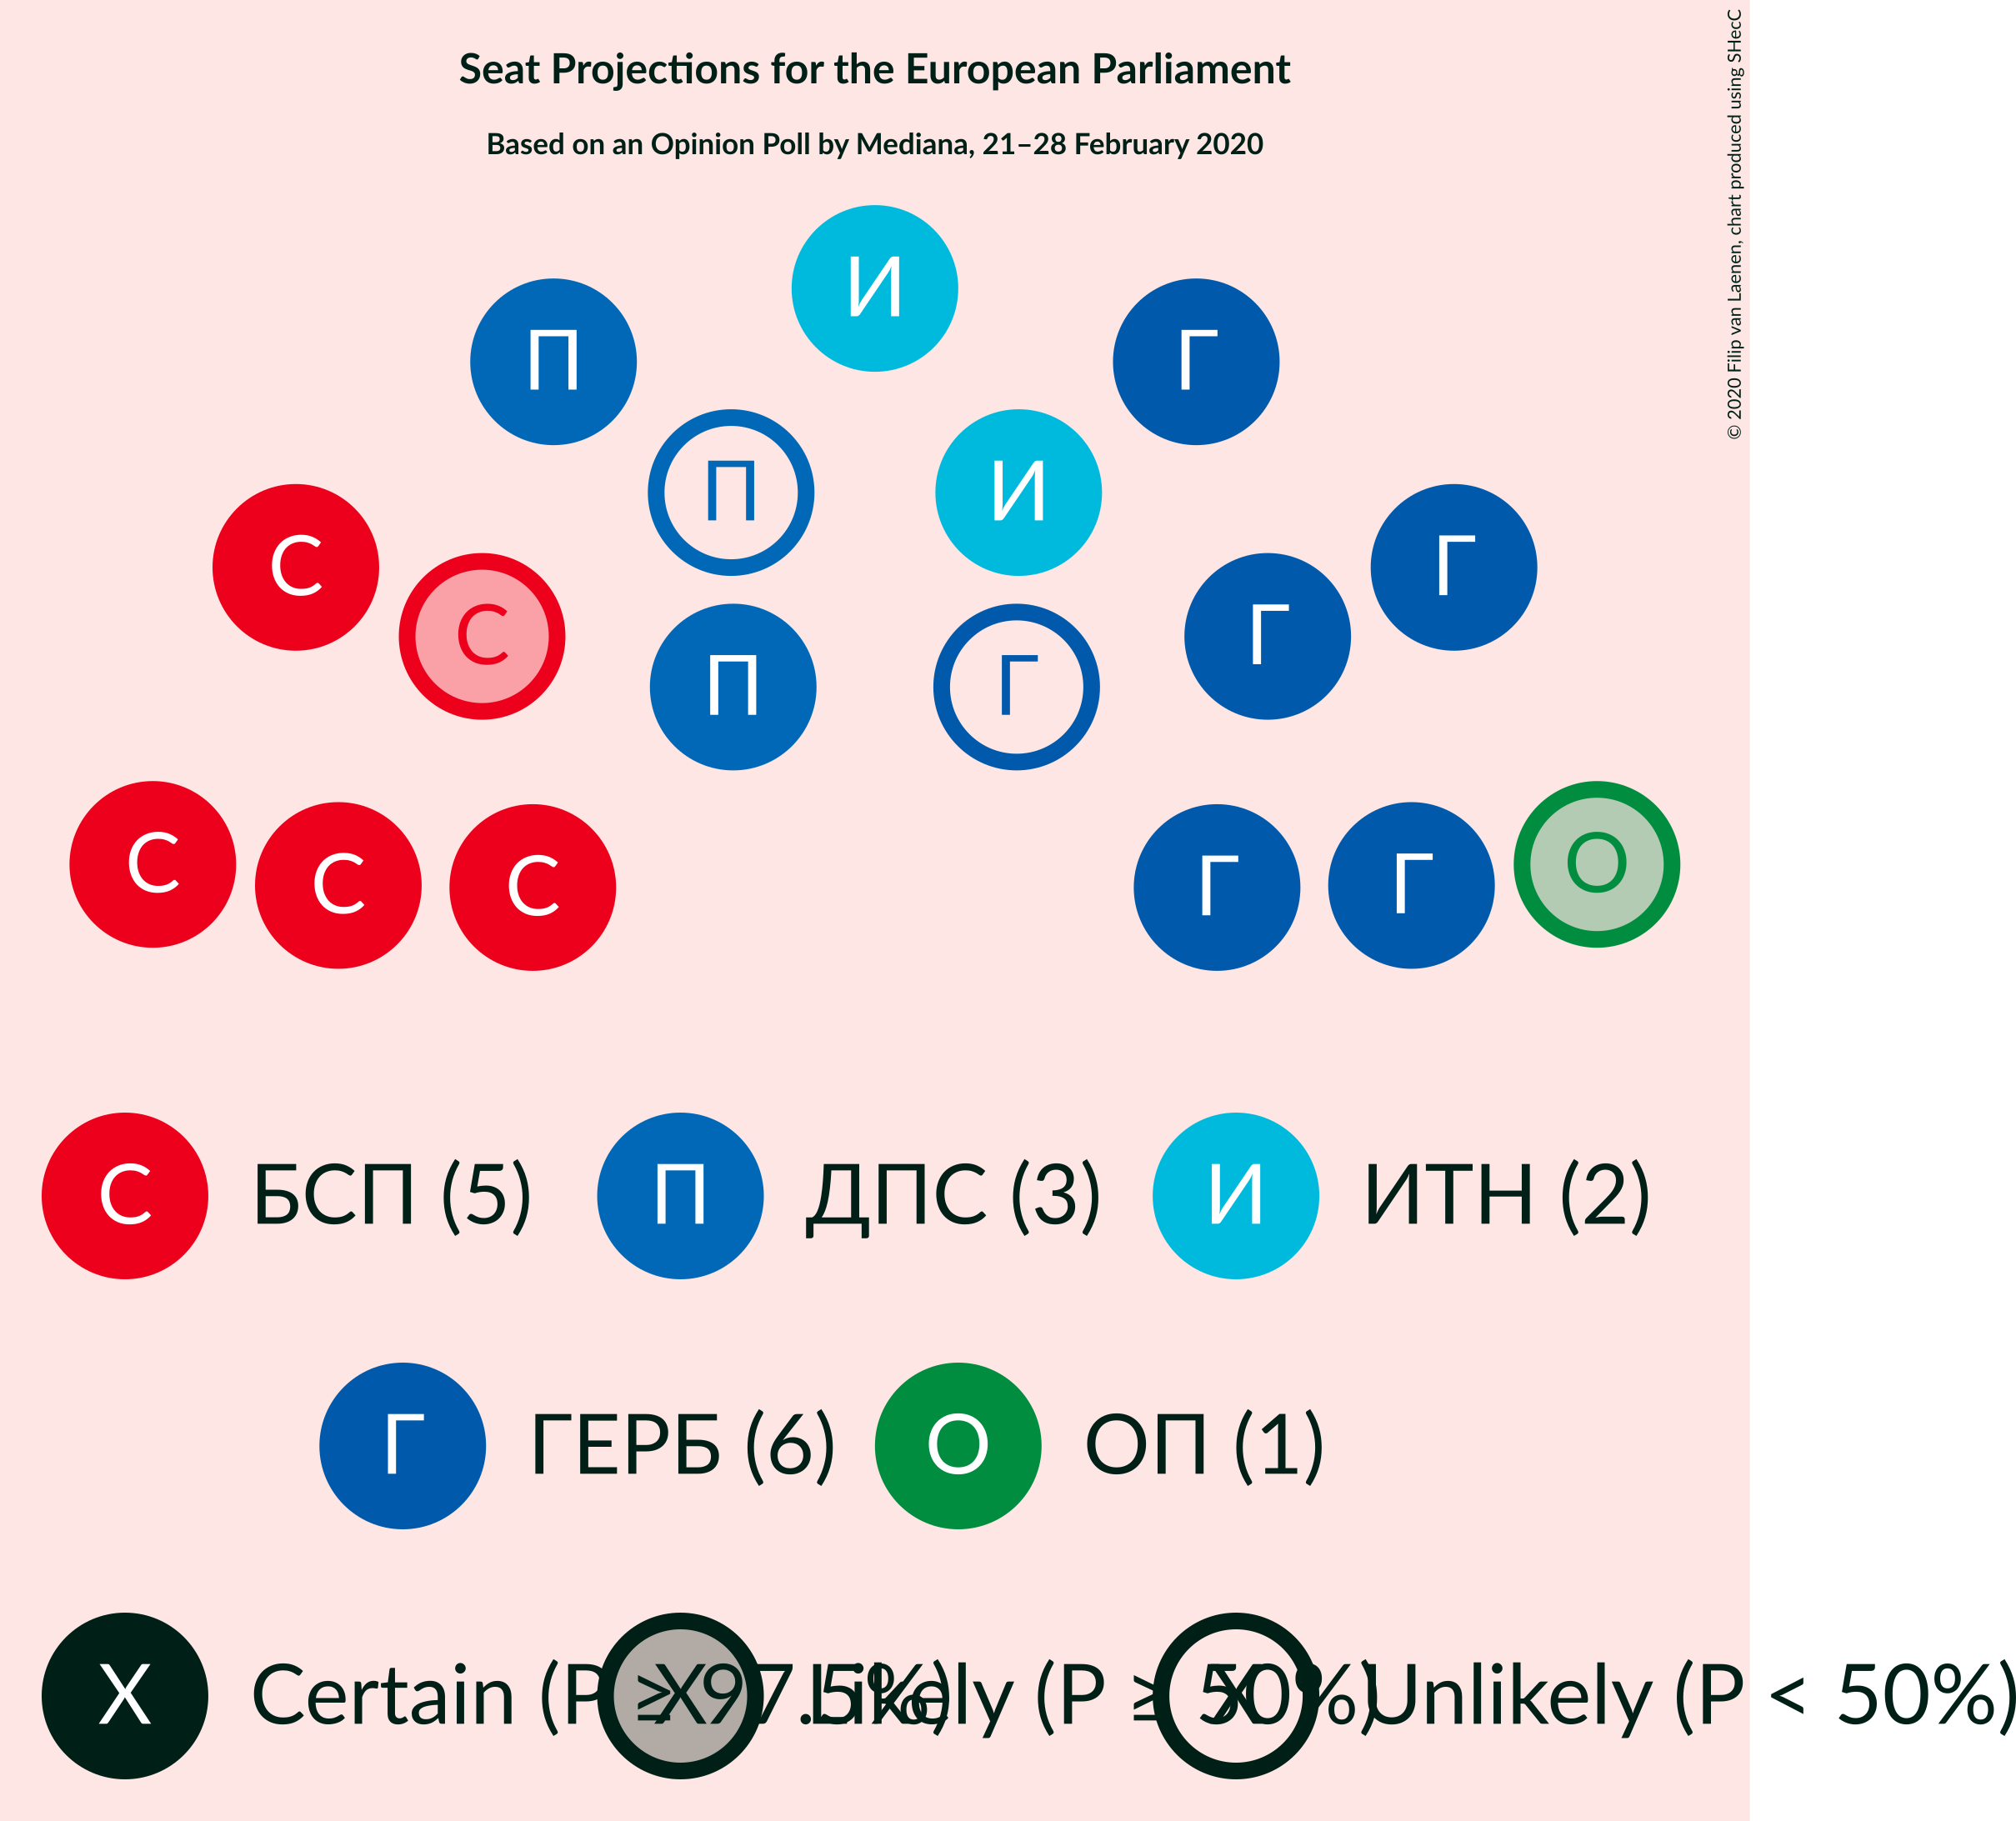 Seat Projections for the European Parliament
Based on an Opinion Poll by Mediana, 21–28 February 2020
© 2020 Filip van Laenen, chart produced using SHecC
И
П
Г
П
И
С
Г
С
Г
П
Г
С
С
С
Г
Г
О
С БСП (5) П ДПС (3) И ИТН (2)
Г ГЕРБ (6) О ОП (1)
X Certain (P ≥ 97.5%) X Likely (P ≥ 50%) X Unlikely (P < 50%)